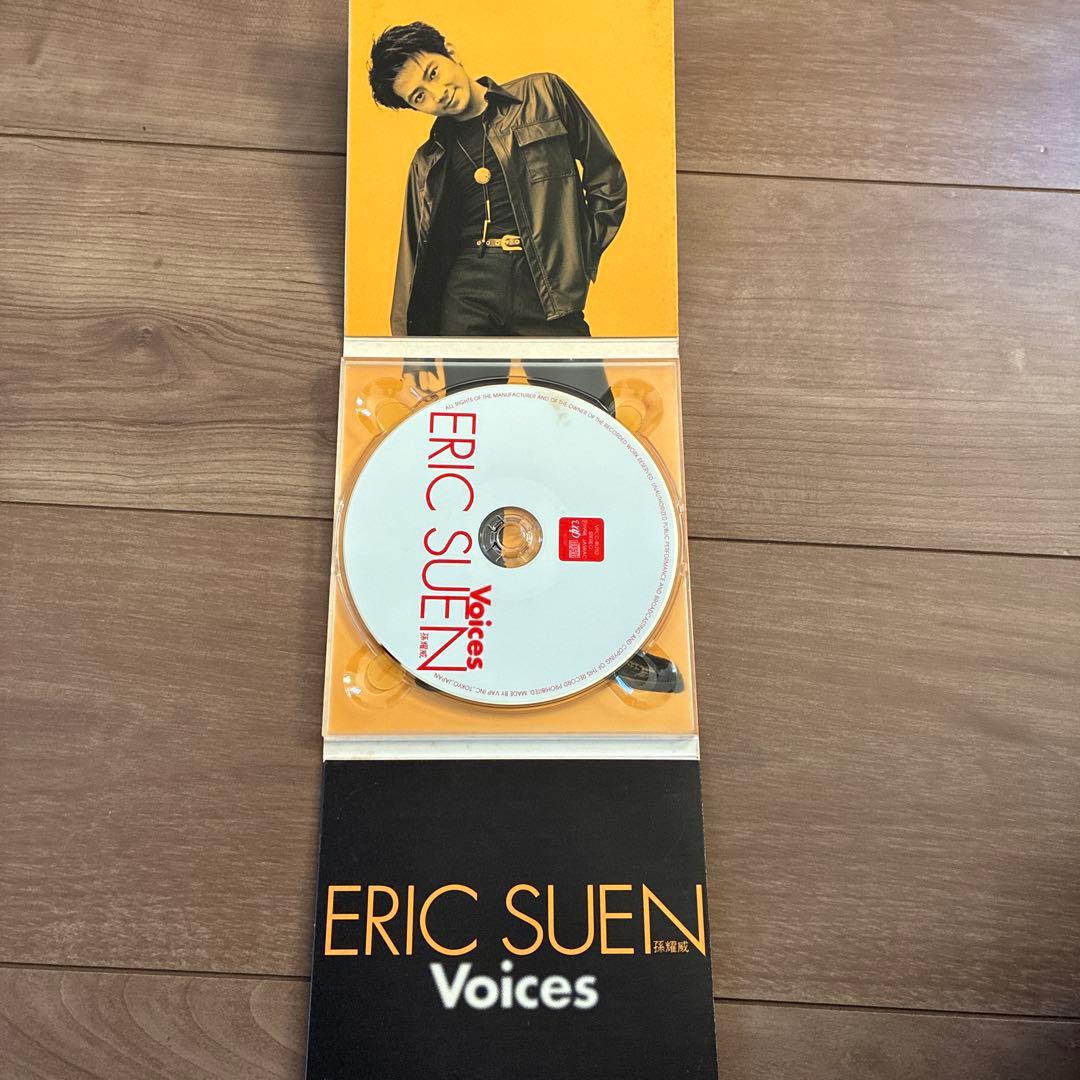 ERIC SUEN
Voices
孫耀威
ALL RIGHTS OF THE MANUFACTURER AND OF THE OWNER OF THE RECORDED WORK RESERVED. UNAUTHORIZED PUBLIC PERFORMANCE AND BROADCASTING AND COPYING OF THIS RECORD PROHIBITED. MADE BY VAP INC., TOKYO, JAPAN
vap
STEREO
ERIC SUEN
孫耀威
Voices